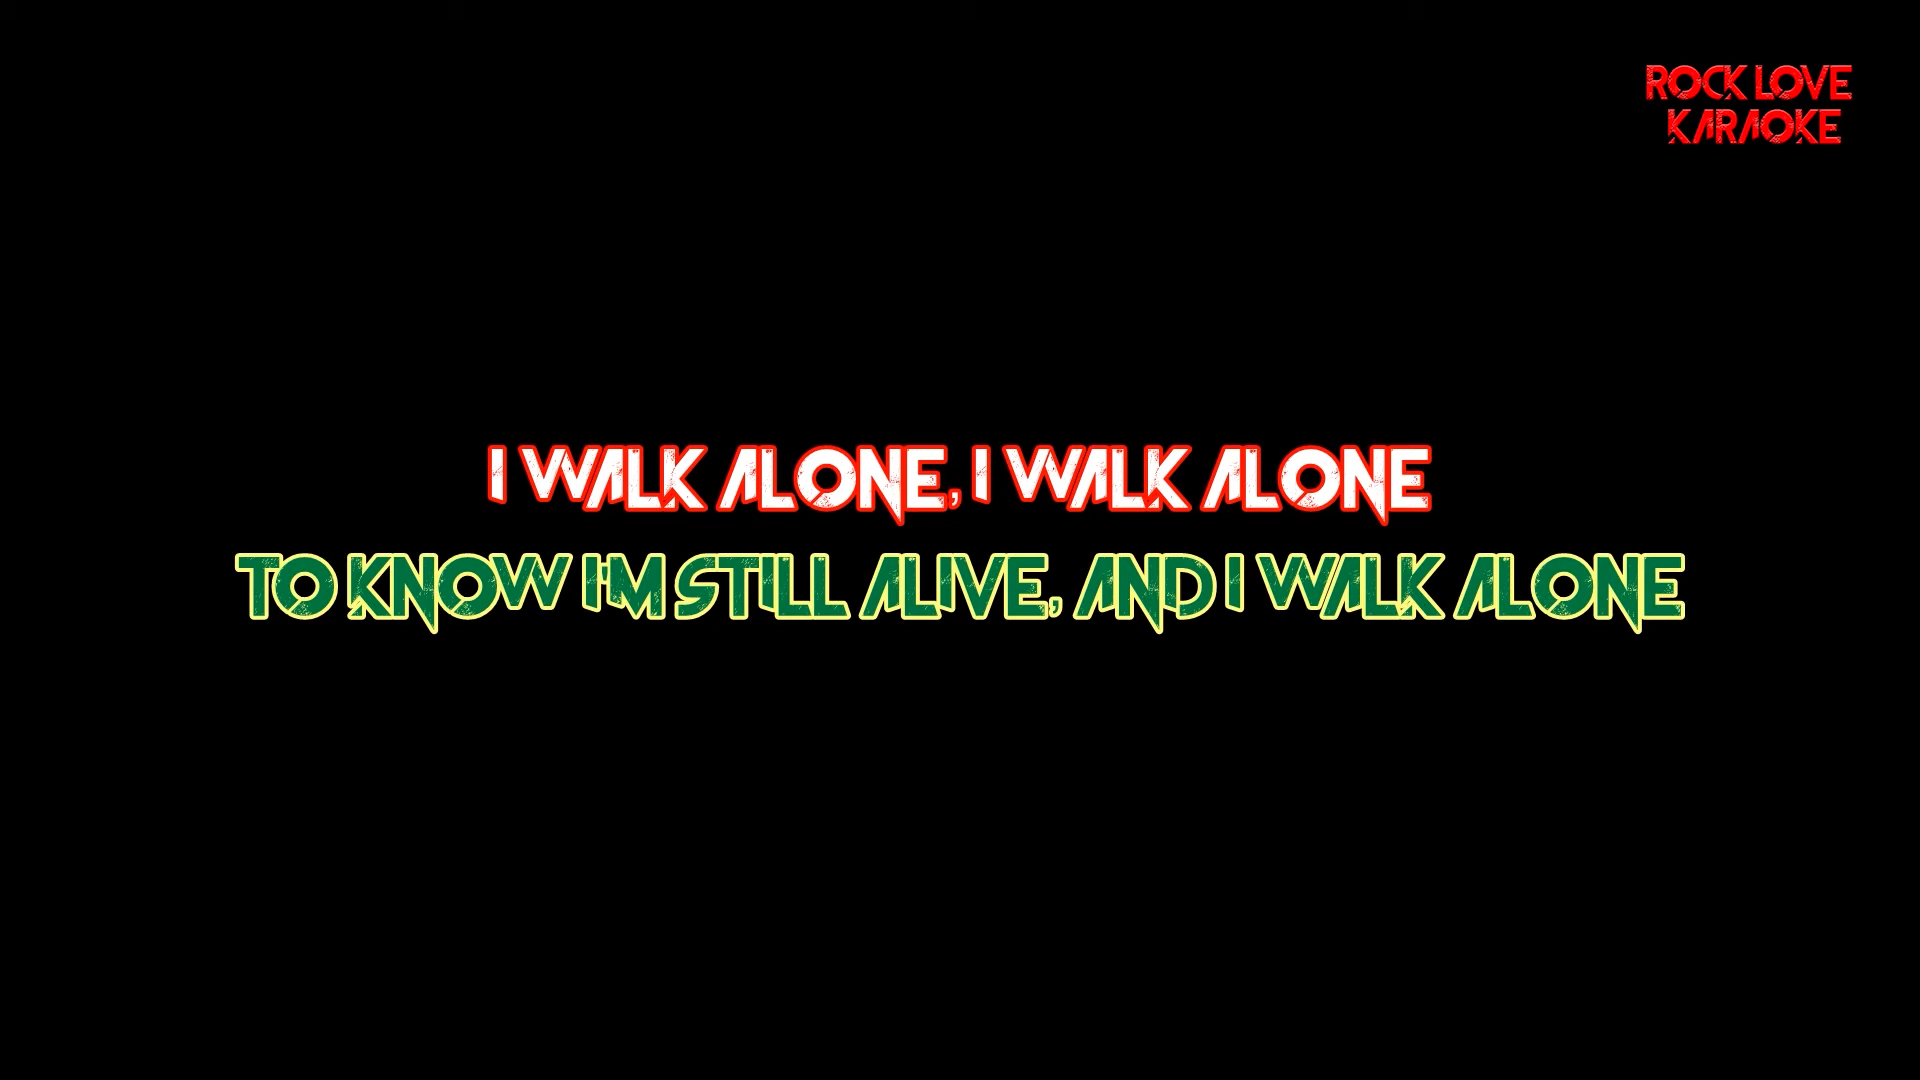 ROCK LOVE
KARAOKE
I WALK ALONE, I WALK ALONE
TO KNOW I'M STILL ALIVE, AND I WALK ALONE